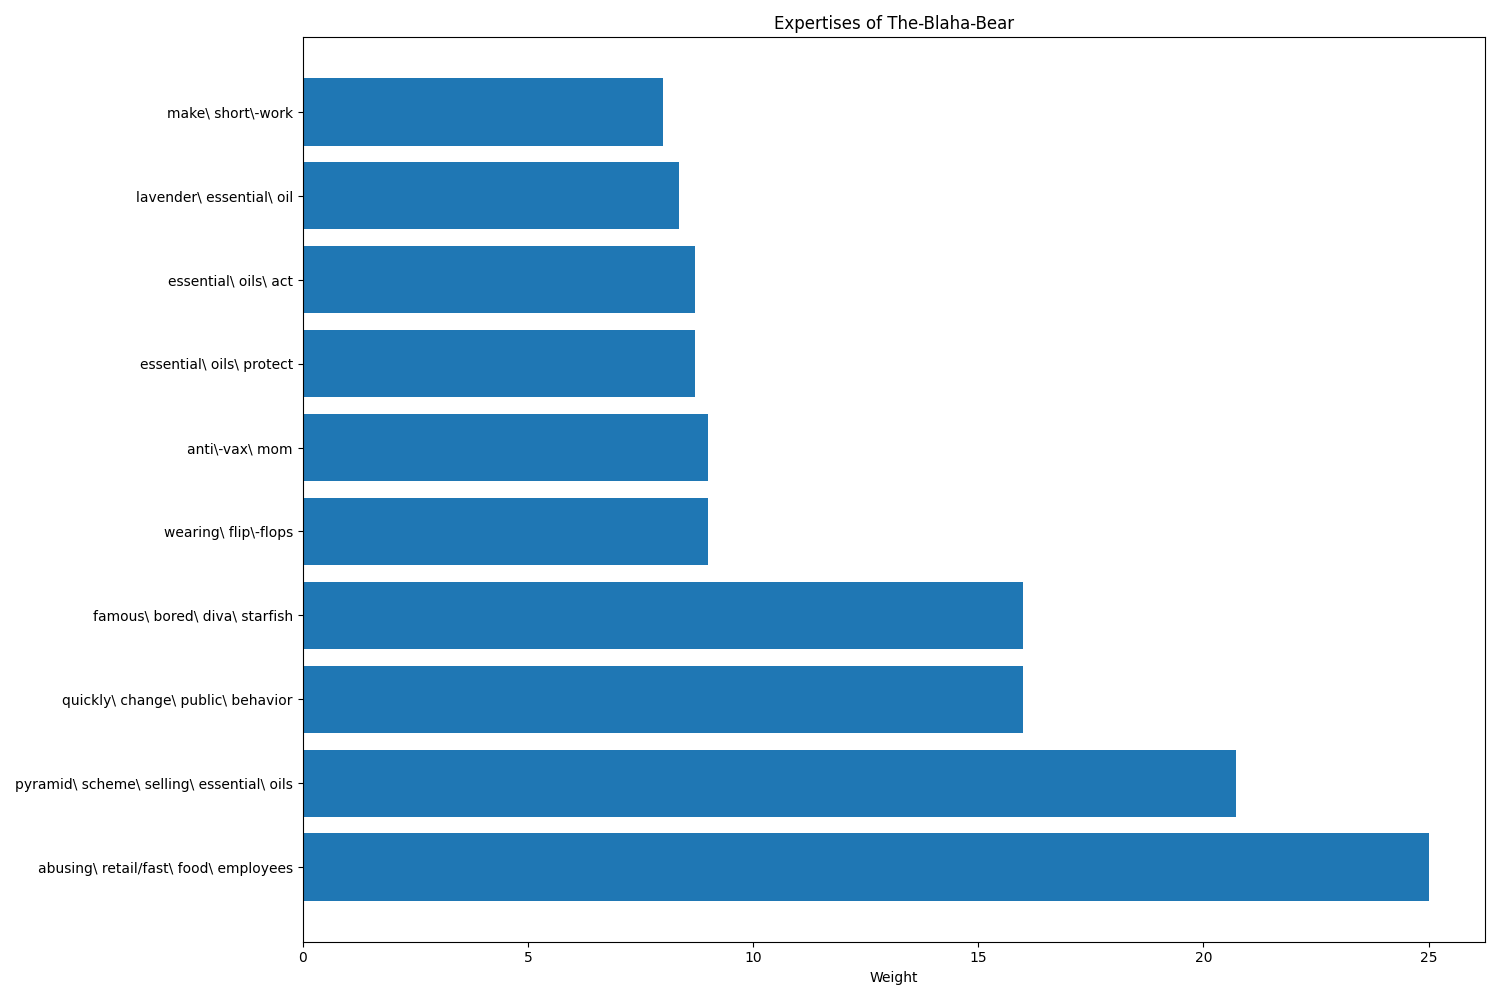 Expertises of The-Blaha-Bear
make\ short\-work
lavender\ essential\ oil
essential\ oils\ act
essential\ oils\ protect
anti\-vax\ mom
wearing\ flip\-flops
famous\ bored\ diva\ starfish
quickly\ change\ public\ behavior
pyramid\ scheme\ selling\ essential\ oils
abusing\ retail/fast\ food\ employees
0 5 10 15 20 25
Weight